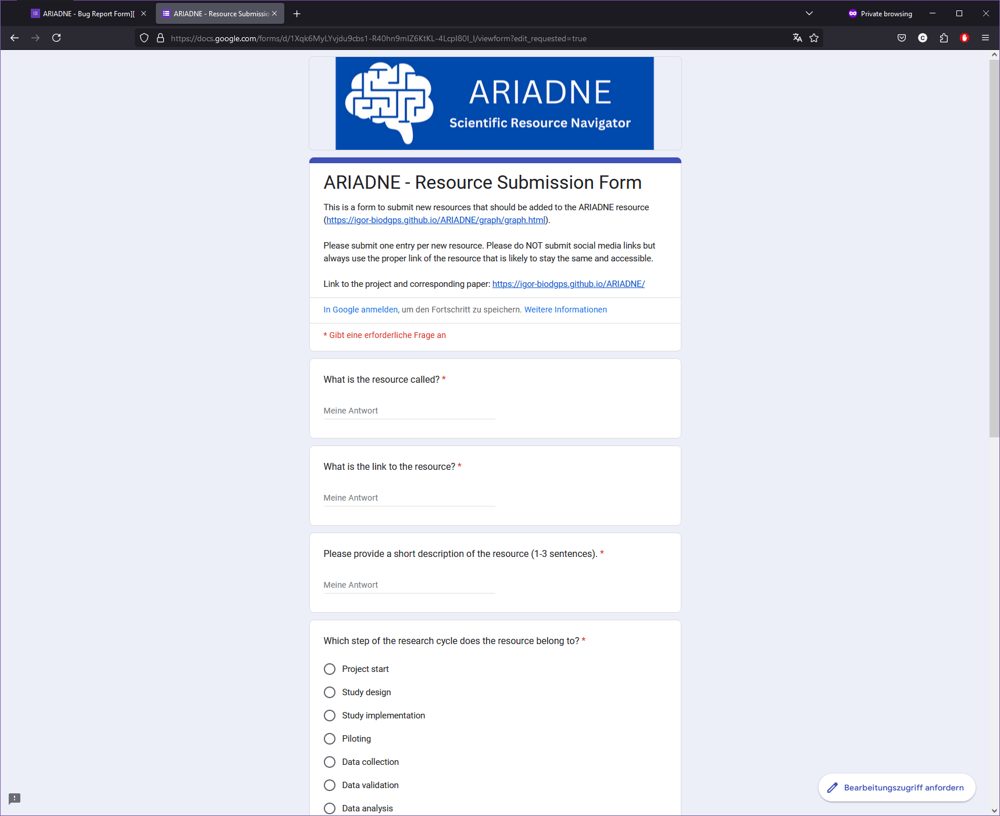 ARIADNE - Bug Report Form][
ARIADNE - Resource Submissio
Private browsing
https://docs.google.com/forms/d/1Xqk6MyLYvjdu9cbs1-R40hn9mIZ6KtKL-4LcpI80I_I/viewform?edit_requested=true
ARIADNE
Scientific Resource Navigator
ARIADNE - Resource Submission Form
This is a form to submit new resources that should be added to the ARIADNE resource
(https://igor-biodgps.github.io/ARIADNE/graph/graph.html).
Please submit one entry per new resource. Please do NOT submit social media links but
always use the proper link of the resource that is likely to stay the same and accessible.
Link to the project and corresponding paper: https://igor-biodgps.github.io/ARIADNE/
In Google anmelden, um den Fortschritt zu speichern. Weitere Informationen
* Gibt eine erforderliche Frage an
What is the resource called? *
Meine Antwort
What is the link to the resource? *
Meine Antwort
Please provide a short description of the resource (1-3 sentences). *
Meine Antwort
Which step of the research cycle does the resource belong to? *
Project start
Study design
Study implementation
Piloting
Data collection
Data validation
Data analysis
Bearbeitungszugriff anfordern